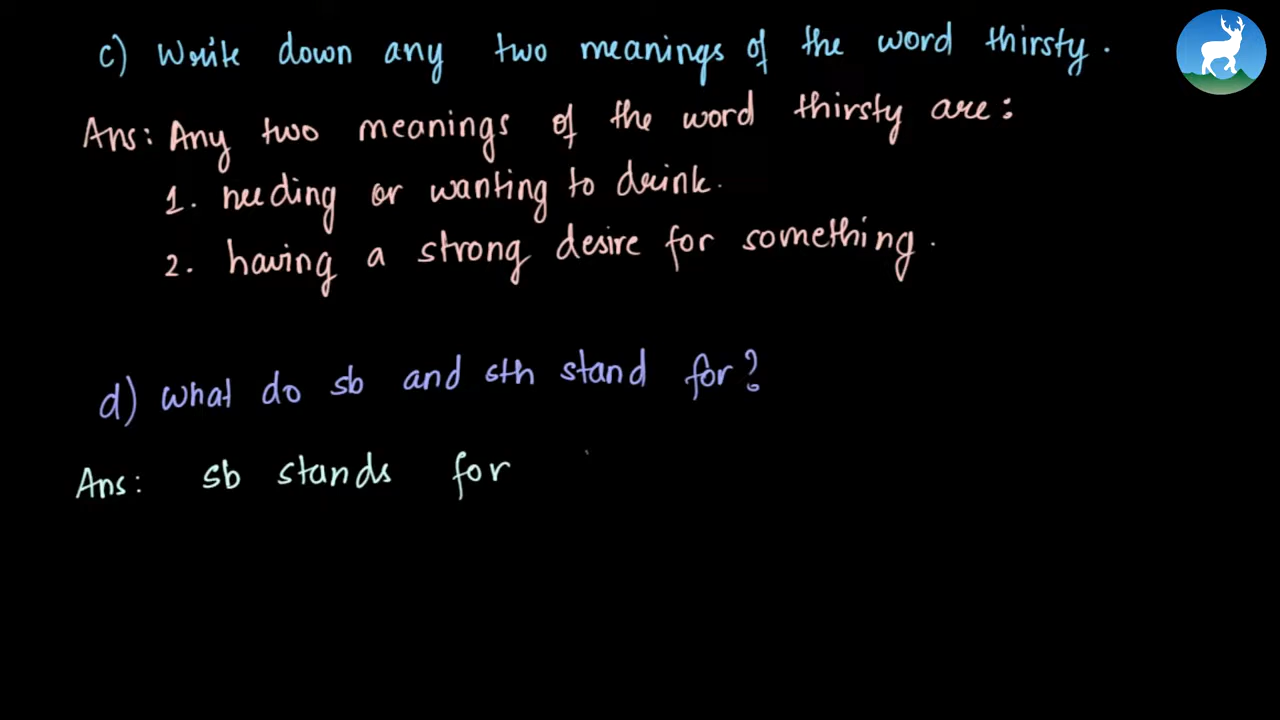 c) Write down any two meanings of the word thirsty.
Ans: Any two meanings of the word thirsty are:
1. needing or wanting to drink.
2. having a strong desire for something.
d) What do sb and sth stand for?
Ans: sb stands for